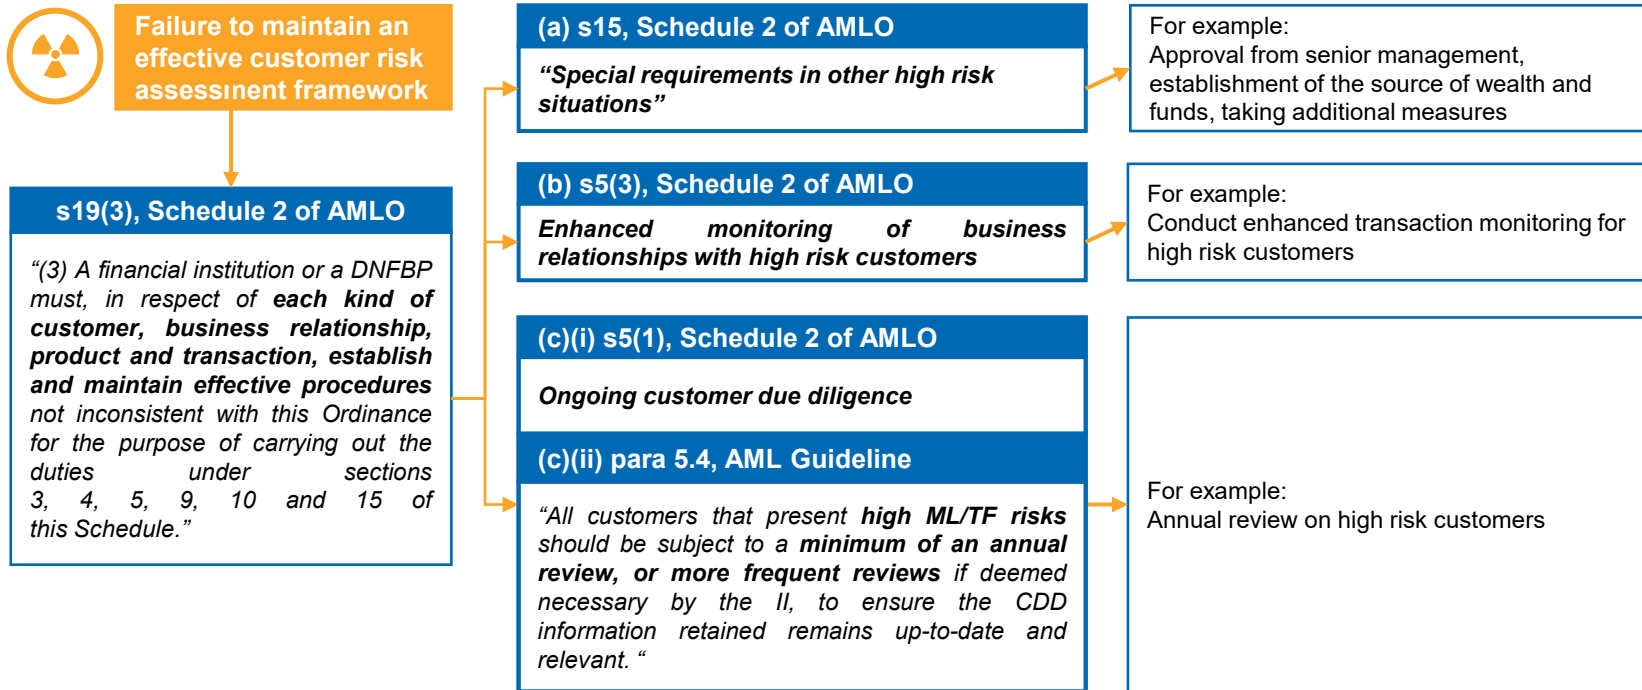 Failure to maintain an
effective customer risk
assessment framework
s19(3), Schedule 2 of AMLO
“(3) A financial institution or a DNFBP
must, in respect of each kind of
customer, business relationship,
product and transaction, establish
and maintain effective procedures
not inconsistent with this Ordinance
for the purpose of carrying out the
duties under sections
3, 4, 5, 9, 10 and 15 of
this Schedule.”
(a) s15, Schedule 2 of AMLO
“Special requirements in other high risk
situations”
For example:
Approval from senior management,
establishment of the source of wealth and
funds, taking additional measures
(b) s5(3), Schedule 2 of AMLO
Enhanced monitoring of business
relationships with high risk customers
For example:
Conduct enhanced transaction monitoring for
high risk customers
(c)(i) s5(1), Schedule 2 of AMLO
Ongoing customer due diligence
(c)(ii) para 5.4, AML Guideline
“All customers that present high ML/TF risks
should be subject to a minimum of an annual
review, or more frequent reviews if deemed
necessary by the II, to ensure the CDD
information retained remains up-to-date and
relevant. “
For example:
Annual review on high risk customers